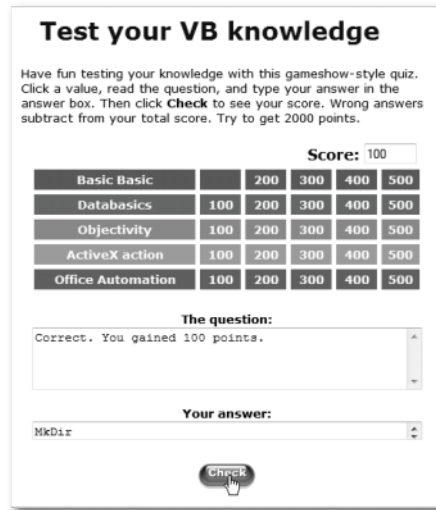 Test your VB knowledge
Have fun testing your knowledge with this gameshow-style quiz.
Click a value, read the question, and type your answer in the
answer box. Then click Check to see your score. Wrong answers
subtract from your total score. Try to get 2000 points.
Score: 100
Basic Basic 200 300 400 500
Databasics 100 200 300 400 500
Objectivity 100 200 300 400 500
ActiveX action 100 200 300 400 500
Office Automation 100 200 300 400 500
The question:
Correct. You gained 100 points.
Your answer:
MkDir
Check